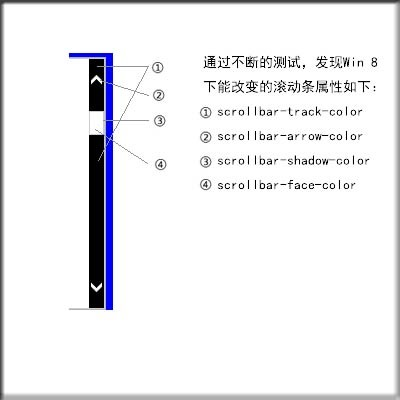 通过不断的测试，发现Win 8
下能改变的滚动条属性如下：
① ① scrollbar-track-color
② ② scrollbar-arrow-color
③ ③ scrollbar-shadow-color
④ ④ scrollbar-face-color